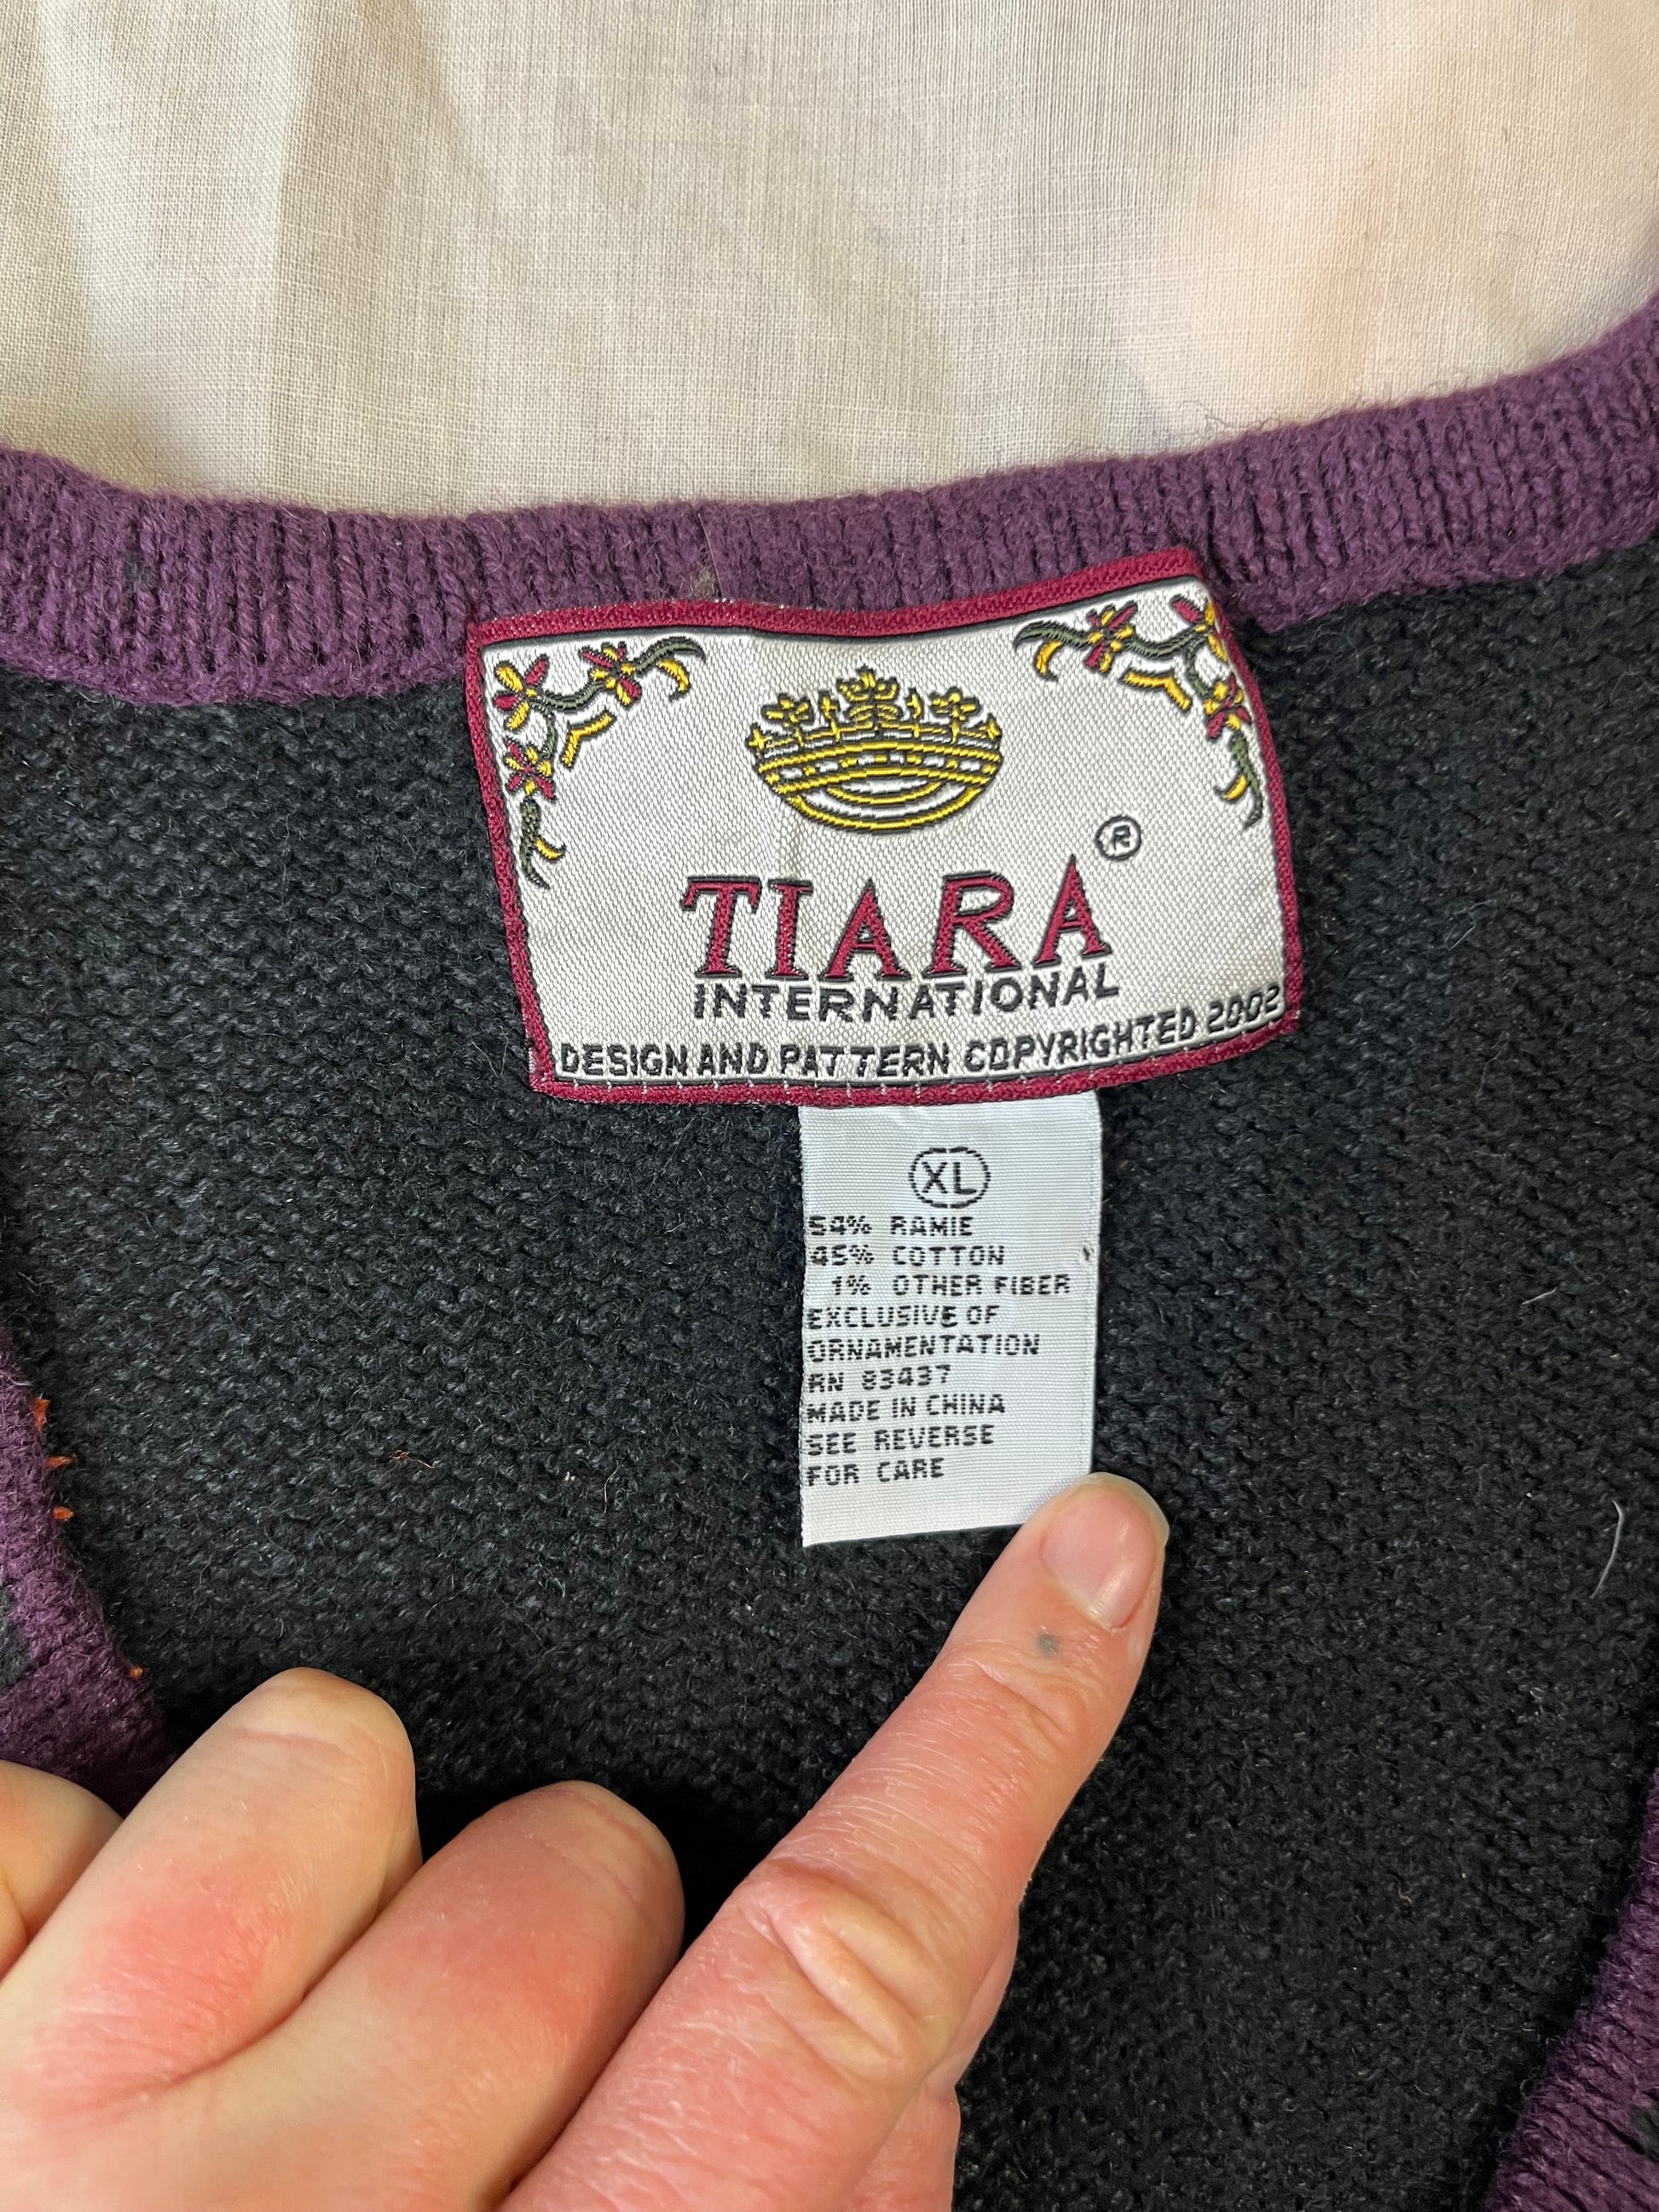 ®
TIARA
INTERNATIONAL
DESIGN AND PATTERN COPYRIGHTED 2002
XL
54% RAMIE
45% COTTON
1% OTHER FIBER
EXCLUSIVE OF
ORNAMENTATION
RN 83437
MADE IN CHINA
SEE REVERSE
FOR CARE